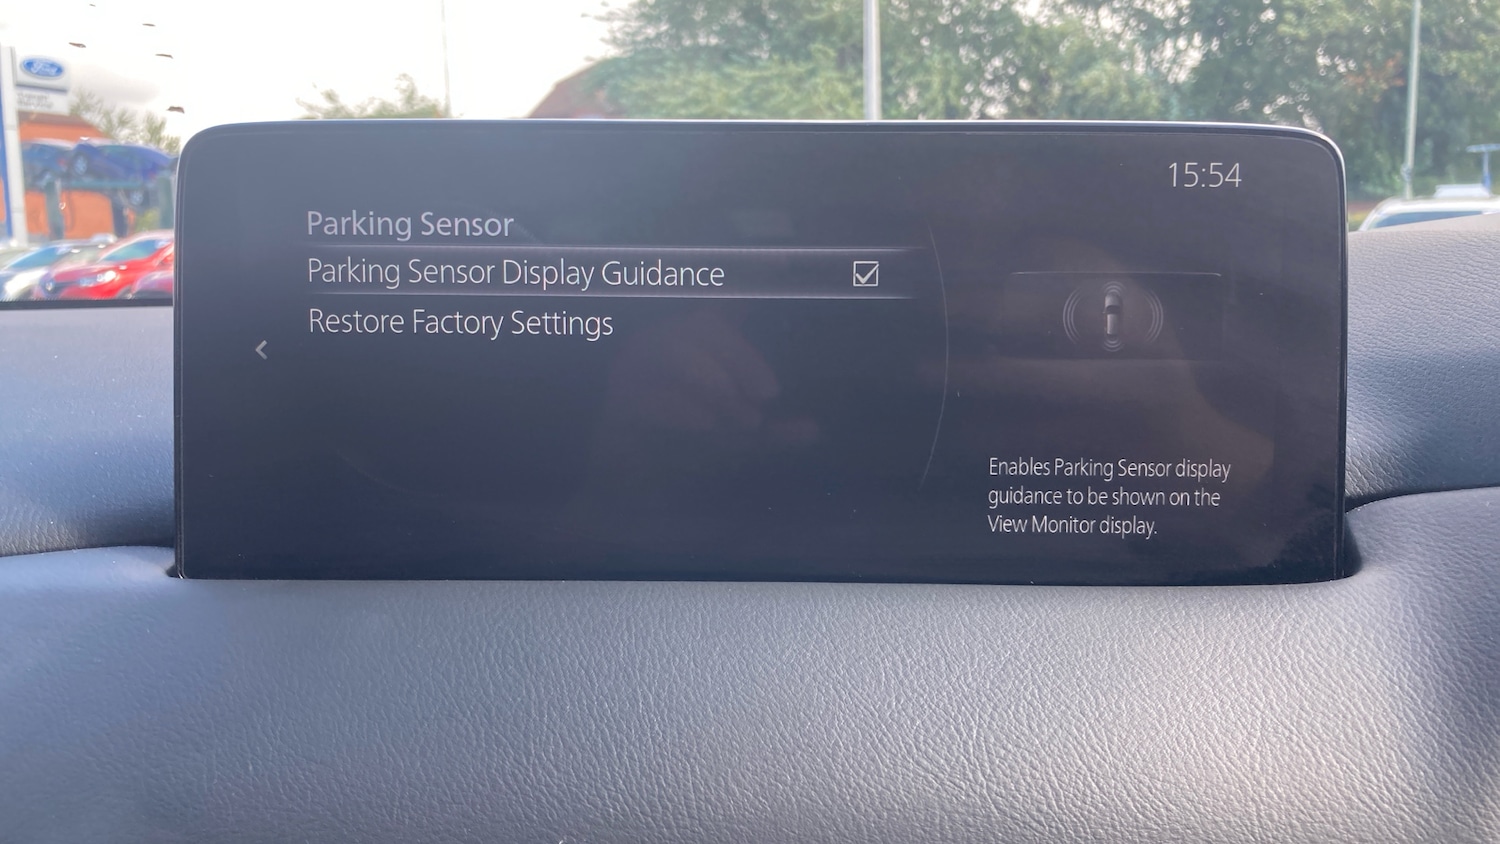 Ford
15:54
Parking Sensor
Parking Sensor Display Guidance
Restore Factory Settings
Enables Parking Sensor display
guidance to be shown on the
View Monitor display.